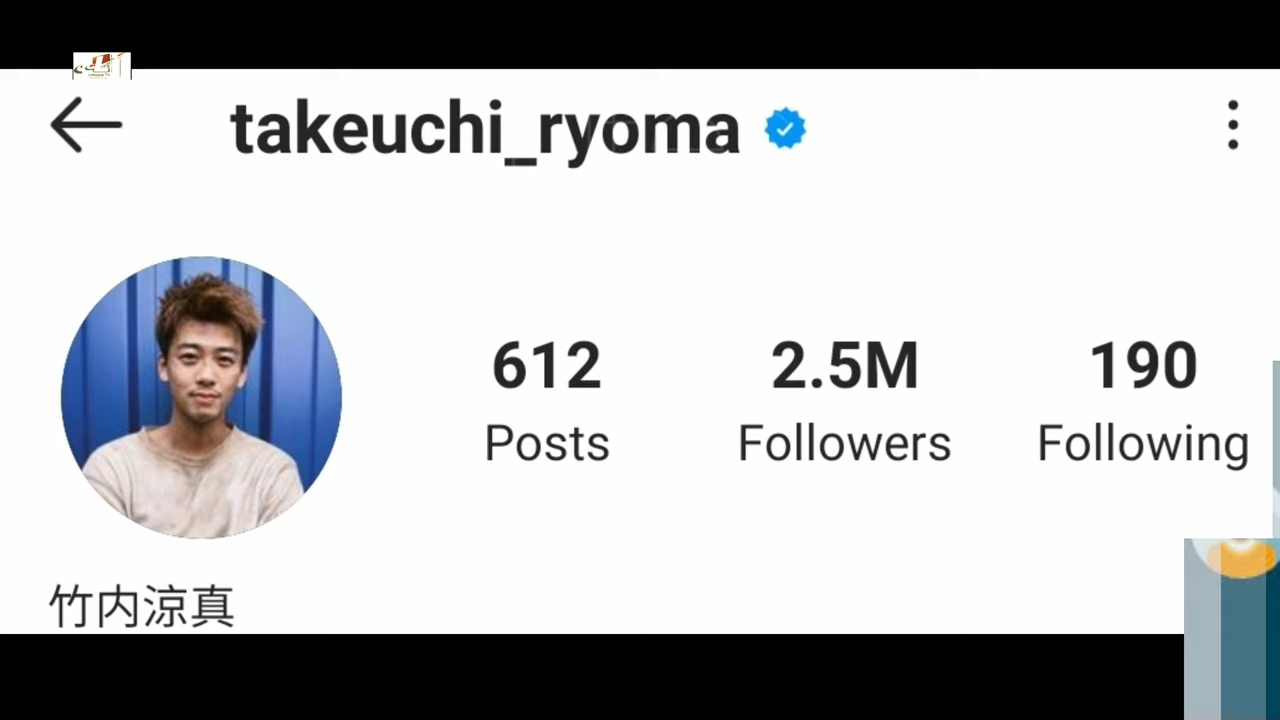 takeuchi_ryoma
612 2.5M 190
Posts Followers Following
竹内涼真